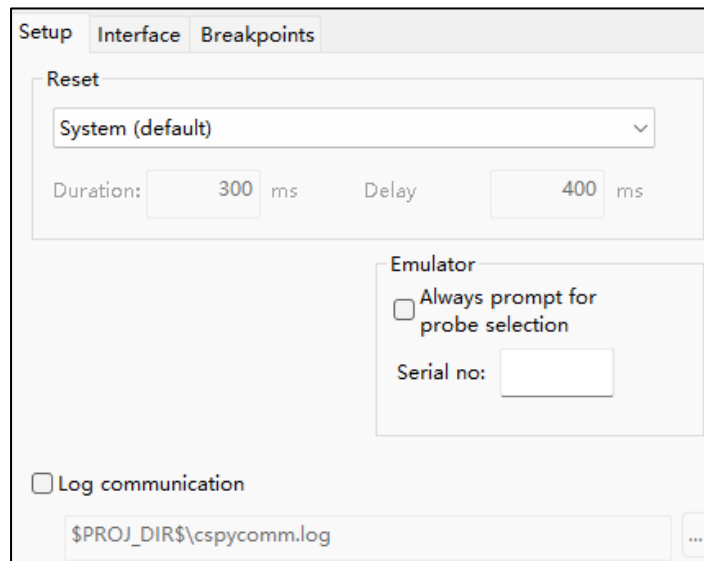 Setup Interface Breakpoints
Reset
System (default)
Duration: 300 ms Delay 400 ms
Emulator
Always prompt for
probe selection
Serial no:
Log communication
$PROJ_DIR$\cspycomm.log
...